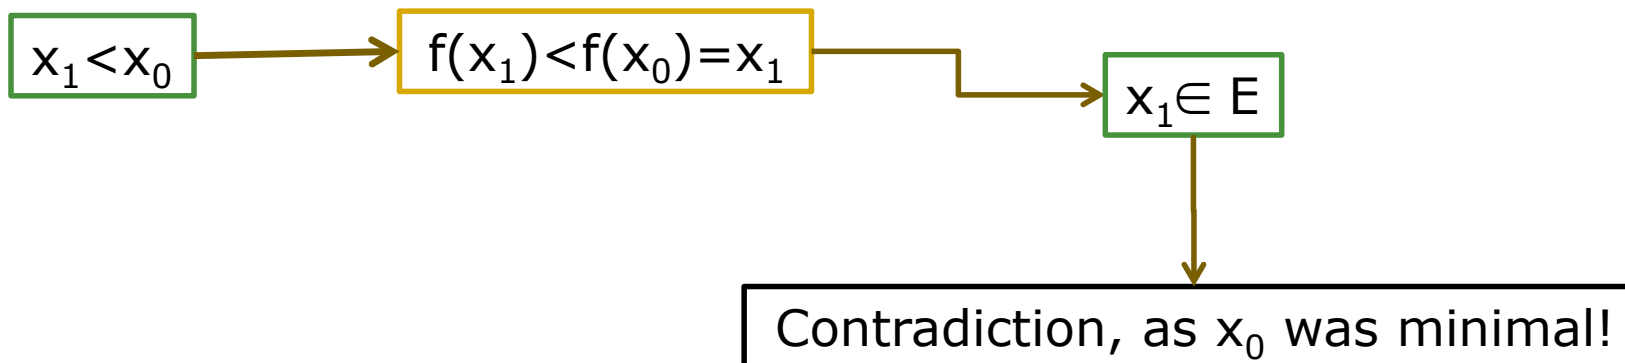 x₁<x₀
f(x₁)<f(x₀)=x₁
x₁∈ E
Contradiction, as x₀ was minimal!